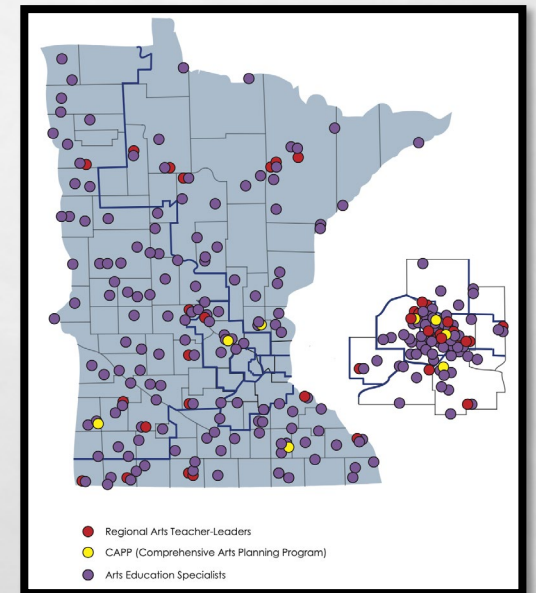 Regional Arts Teacher-Leaders
CAPP (Comprehensive Arts Planning Program)
Arts Education Specialists